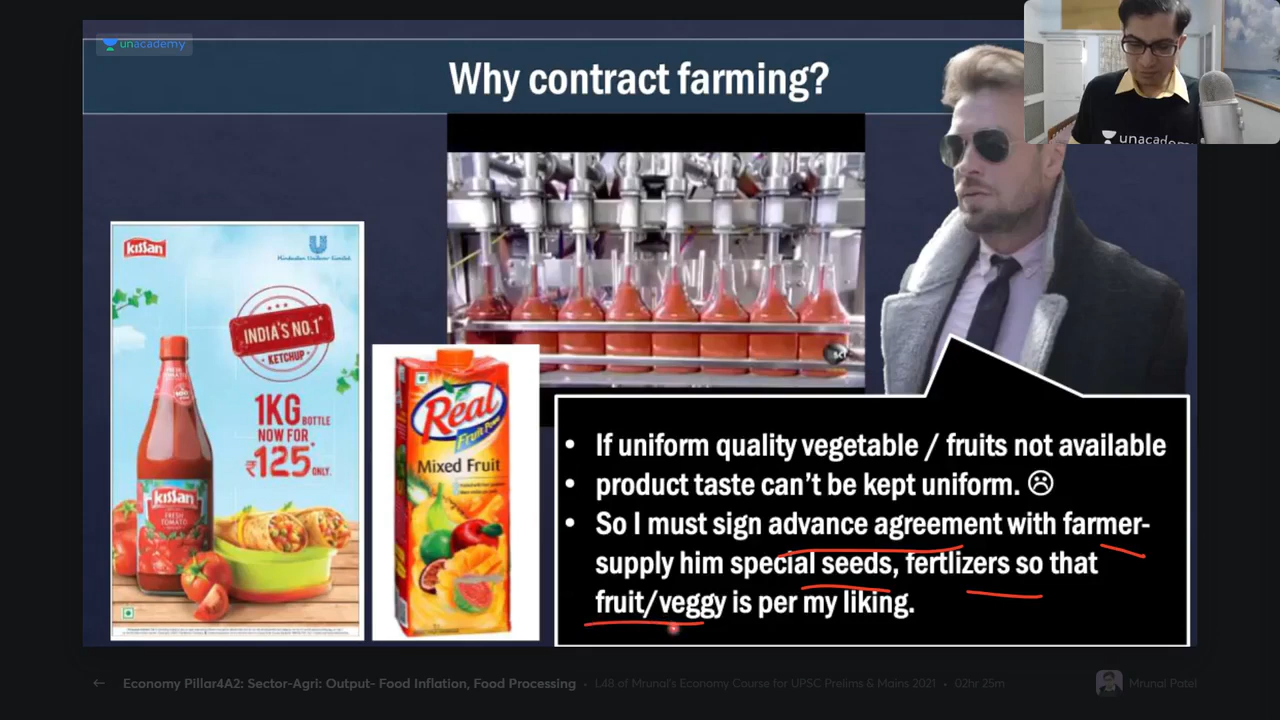 unacademy
Why contract farming?
unacademy
Kissan
Hindustan Unilever Limited
INDIA'S NO.1*
KETCHUP
1KG BOTTLE
NOW FOR
₹125* ONLY.
Kissan
FRESH
TOMATO
Real
Fruit Power
Mixed Fruit
• If uniform quality vegetable / fruits not available
• product taste can't be kept uniform. ☹
• So I must sign advance agreement with farmer-
supply him special seeds, fertlizers so that
fruit/veggy is per my liking.
← Economy Pillar4A2: Sector-Agri: Output- Food Inflation, Food Processing • L48 of Mrunal's Economy Course for UPSC Prelims & Mains 2021 • 02hr 25m
Mrunal Patel